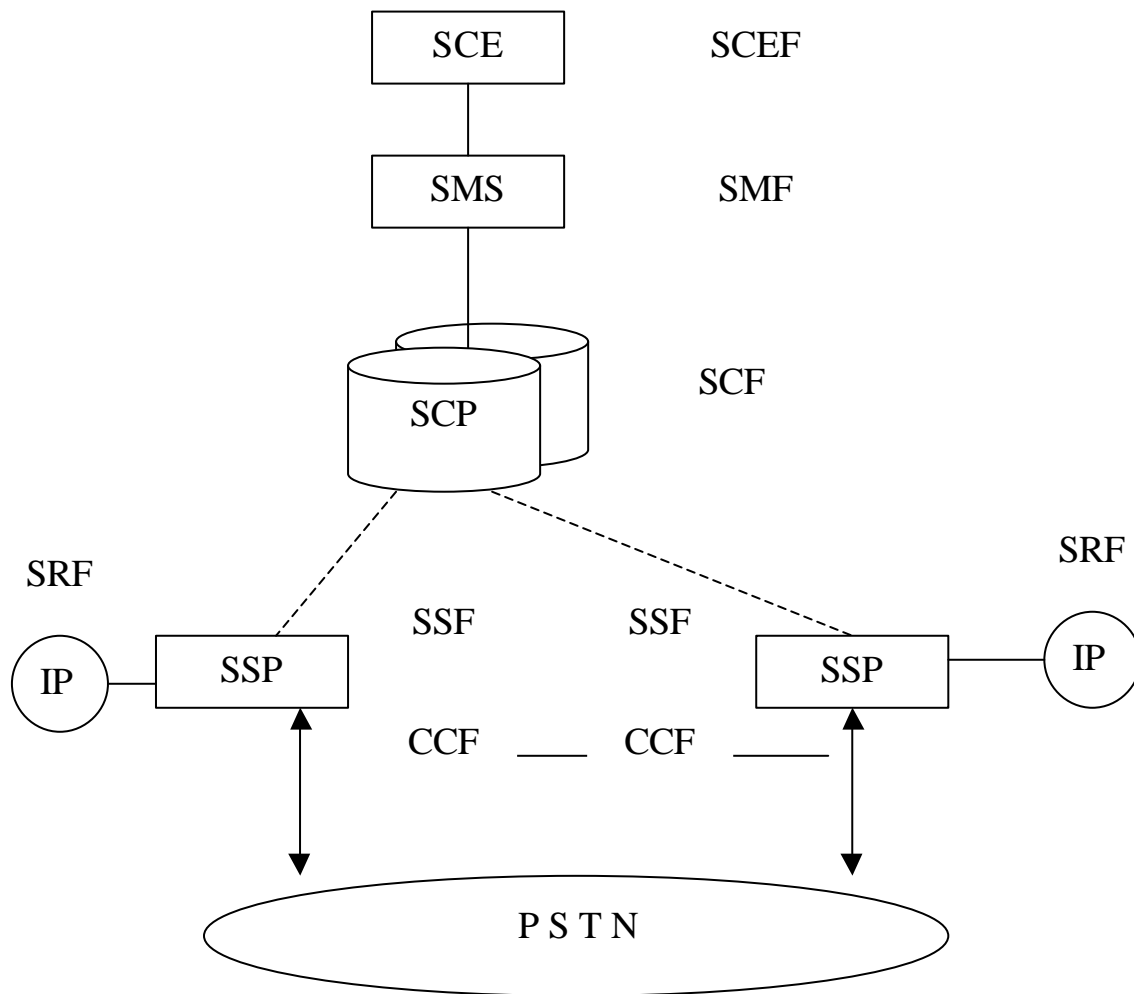 SCE SCEF
SMS SMF
SCF
SCP
SRF
SRF
SSF SSF
IP SSP SSP IP
CCF CCF
P S T N